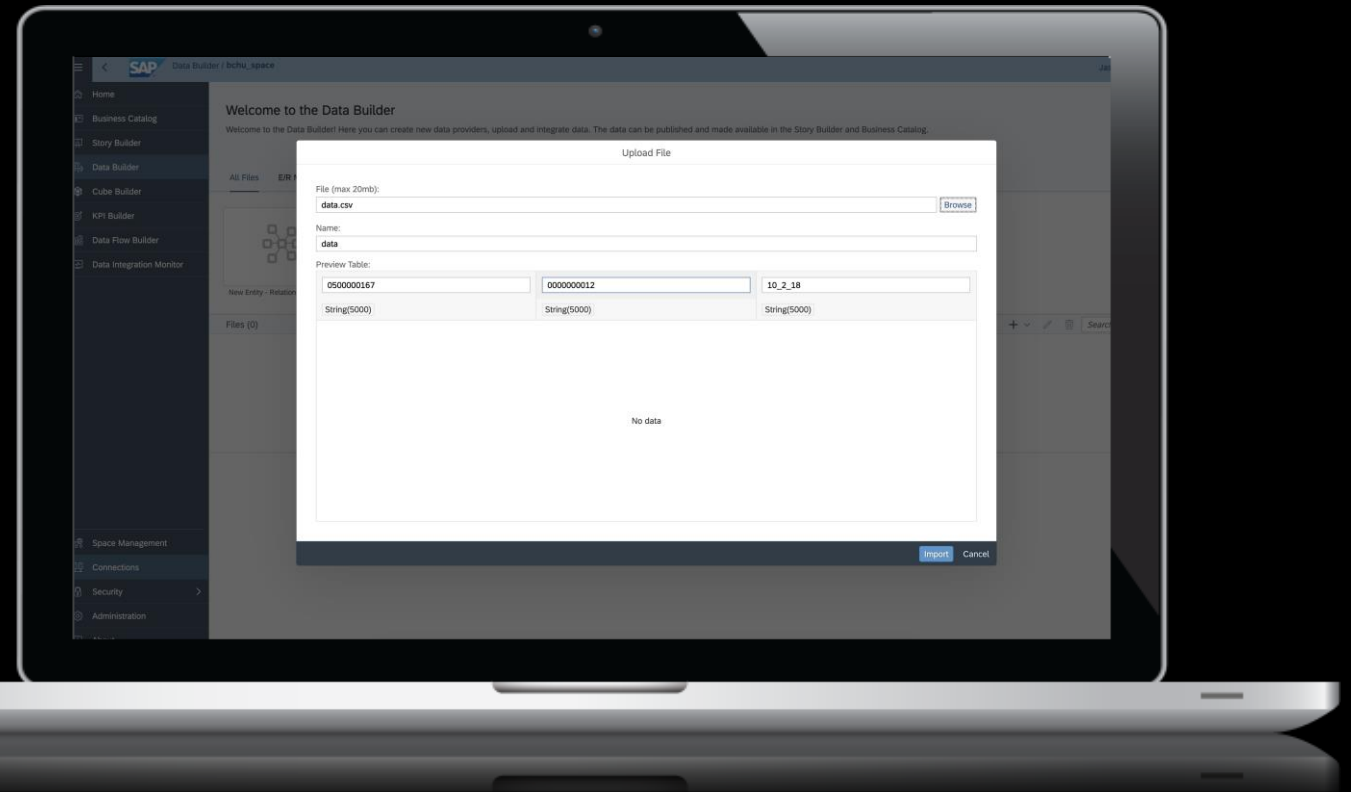 SAP Data Builder / bchu_space
Home
Business Catalog
Story Builder
Data Builder
Cube Builder
KPI Builder
Data Flow Builder
Data Integration Monitor
Space Management
Connections
Security
Administration
About
Welcome to the Data Builder
Welcome to the Data Builder! Here you can create new data providers, upload and integrate data. The data can be published and made available in the Story Builder and Business Catalog.
All Files E/R
New Entity - Relation
Files (0)
Search
Upload File
File (max 20mb):
data.csv Browse
Name:
data
Preview Table:
0500000167 0000000012 10_2_18
String(5000) String(5000) String(5000)
No data
Import Cancel